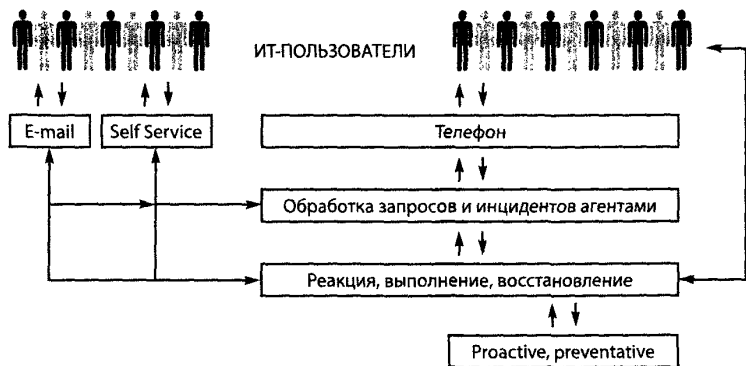 ИТ-ПОЛЬЗОВАТЕЛИ
E-mail
Self Service
Телефон
Обработка запросов и инцидентов агентами
Реакция, выполнение, восстановление
Proactive, preventative